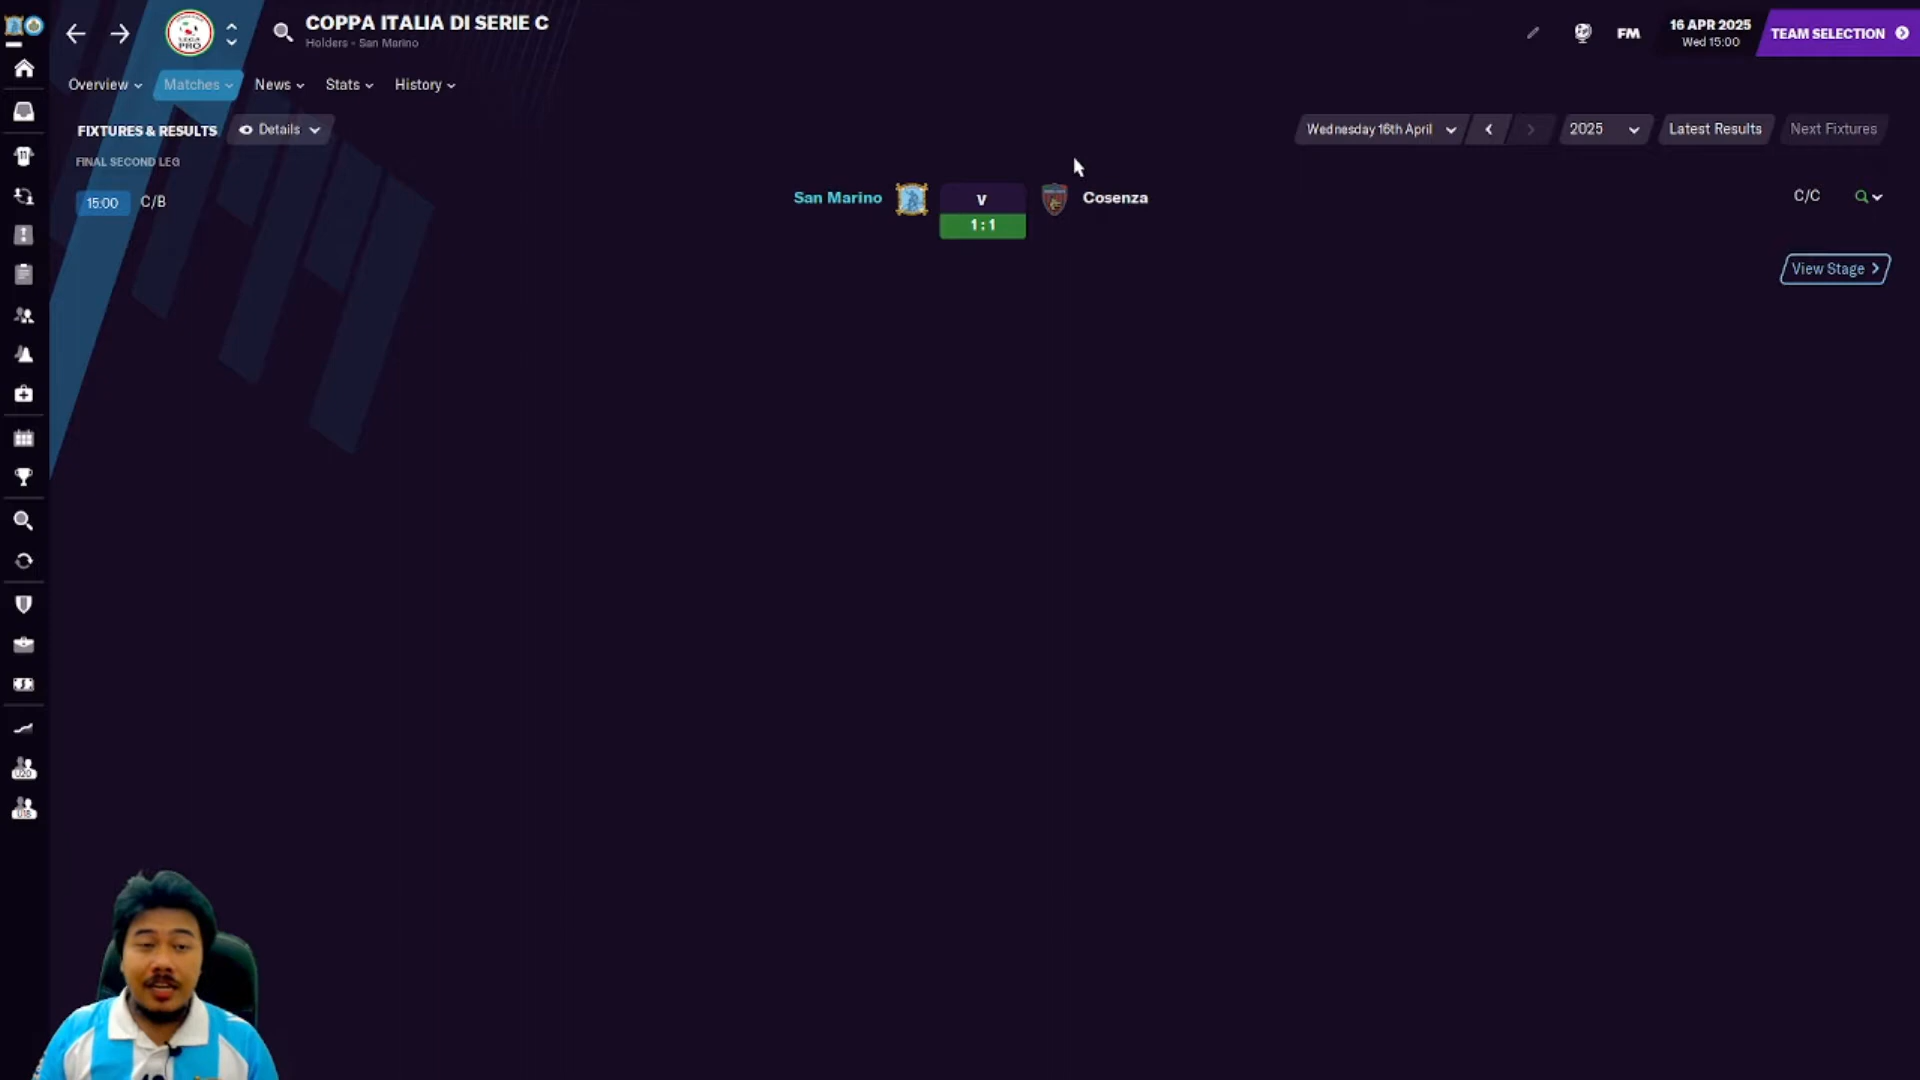 COPPA ITALIA DI SERIE C
Holders - San Marino
FM
16 APR 2025
Wed 15:00
TEAM SELECTION
Overview
Matches
News
Stats
History
FIXTURES & RESULTS
Details
Wednesday 16th April
2025
Latest Results
Next Fixtures
FINAL SECOND LEG
15:00
C/B
San Marino
v
1 : 1
Cosenza
C/C
View Stage
U20
U18